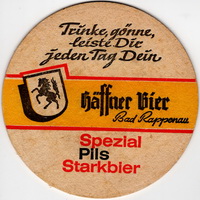 Trinke, gönne,
leiste Dir
jeden Tag Dein
Häffner Bier
Bad Rappenau
Spezial
Pils
Starkbier